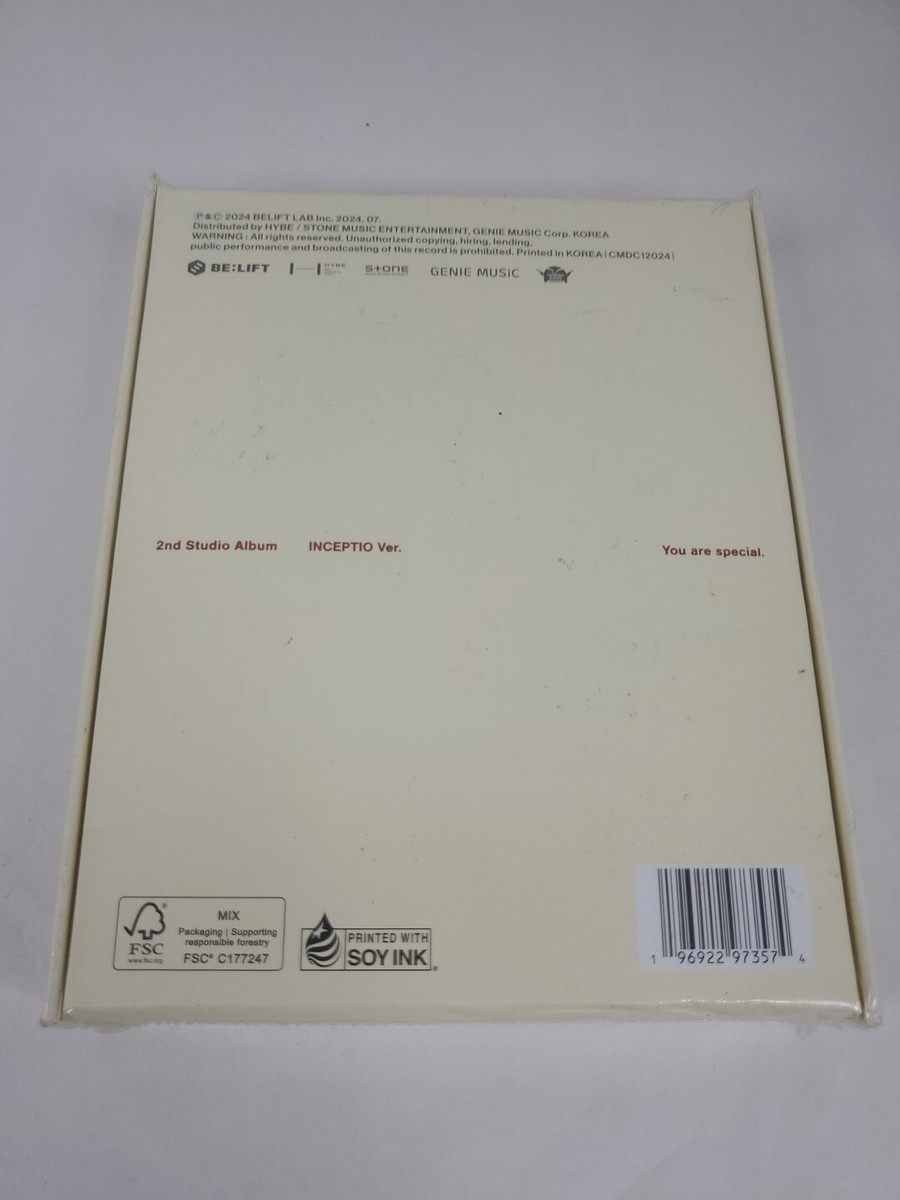 ℗&© 2024 BELIFT LAB Inc. 2024. 07.
Distributed by HYBE / STONE MUSIC ENTERTAINMENT, GENIE MUSIC Corp. KOREA
WARNING : All rights reserved. Unauthorized copying, hiring, lending,
public performance and broadcasting of this record is prohibited. Printed in KOREA | CMDC12024 |
BE:LIFT HYBE STONE GENIE MUSIC
2nd Studio Album INCEPTIO Ver. You are special.
MIX
Packaging | Supporting
responsible forestry
FSC® C177247
FSC
www.fsc.org
PRINTED WITH
SOY INK®
1 96922 97357 4